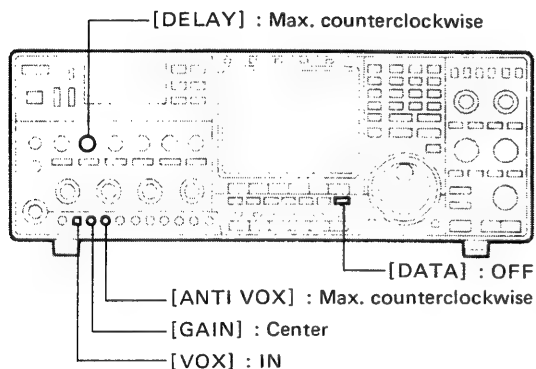 [DELAY] : Max. counterclockwise
[DATA] : OFF
[ANTI VOX] : Max. counterclockwise
[GAIN] : Center
[VOX] : IN